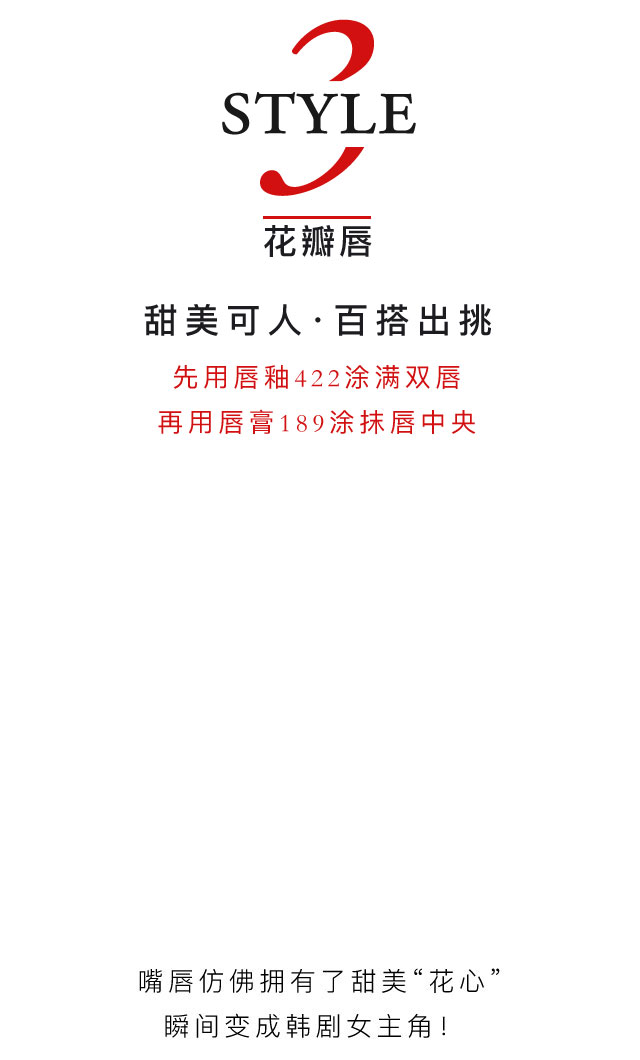 3
STYLE
花瓣唇
甜美可人·百搭出挑
先用唇釉422涂满双唇
再用唇膏189涂抹唇中央
嘴唇仿佛拥有了甜美“花心”
瞬间变成韩剧女主角!